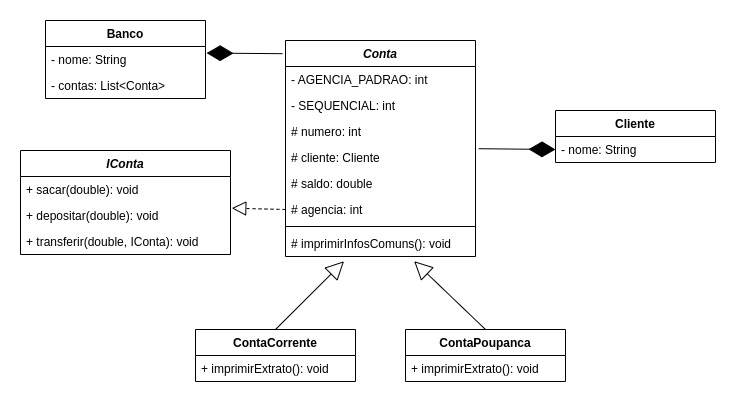 Banco
- nome: String
- contas: List<Conta>
Conta
- AGENCIA_PADRAO: int
- SEQUENCIAL: int
# numero: int
# cliente: Cliente
# saldo: double
# agencia: int
# imprimirInfosComuns(): void
Cliente
- nome: String
IConta
+ sacar(double): void
+ depositar(double): void
+ transferir(double, IConta): void
ContaCorrente
+ imprimirExtrato(): void
ContaPoupanca
+ imprimirExtrato(): void